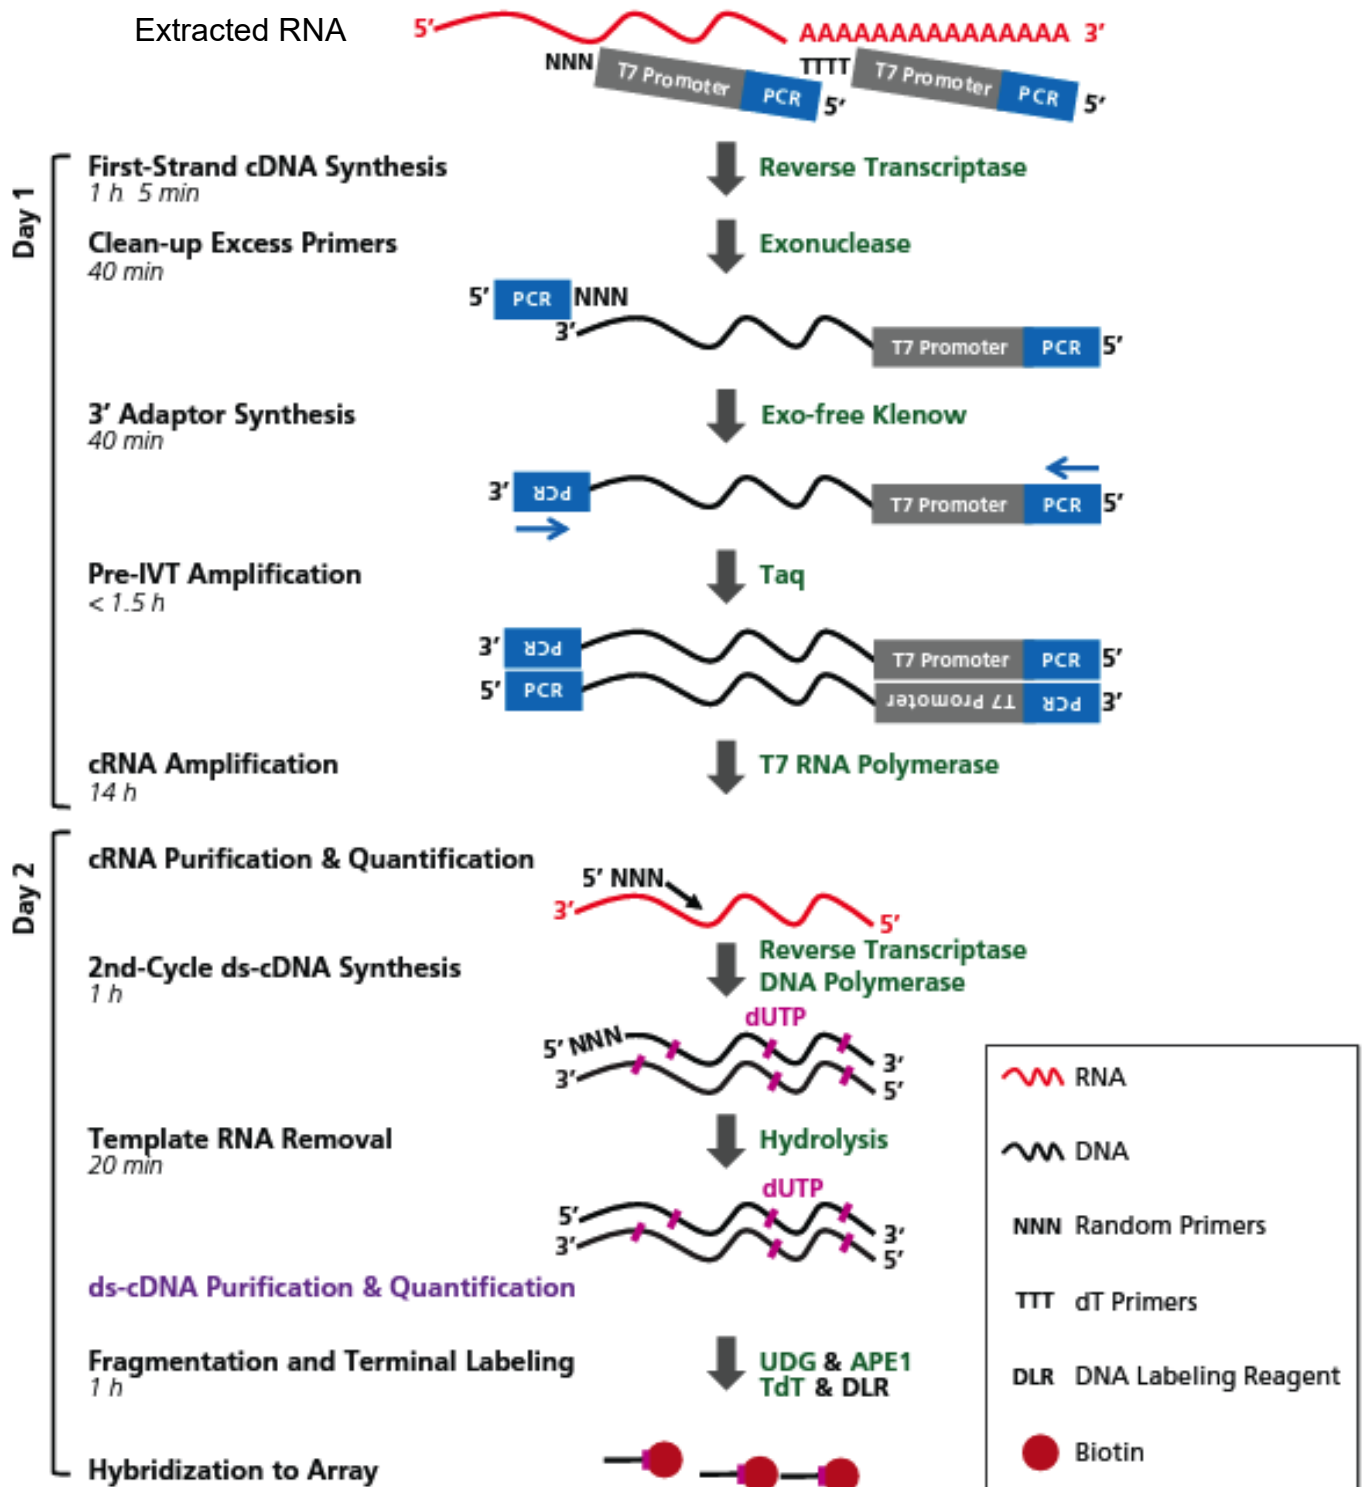 Extracted RNA
5’
AAAAAAAAAAAAAAA 3’
NNN
T7 Promoter
PCR
5’
TTTT
T7 Promoter
PCR
5’
Day 1
First-Strand cDNA Synthesis
1 h 5 min
Reverse Transcriptase
Clean-up Excess Primers
40 min
Exonuclease
5’ PCR NNN
3’
T7 Promoter PCR 5’
3’ Adaptor Synthesis
40 min
Exo-free Klenow
3’ PCR
T7 Promoter PCR 5’
Pre-IVT Amplification
< 1.5 h
Taq
3’ PCR
T7 Promoter PCR 5’
5’ PCR
T7 Promoter PCR 3’
cRNA Amplification
14 h
T7 RNA Polymerase
Day 2
cRNA Purification & Quantification
5’ NNN
3’
5’
2nd-Cycle ds-cDNA Synthesis
1 h
Reverse Transcriptase
DNA Polymerase
dUTP
5’ NNN
3’
3’
5’
Template RNA Removal
20 min
Hydrolysis
dUTP
5’
3’
3’
5’
ds-cDNA Purification & Quantification
Fragmentation and Terminal Labeling
1 h
UDG & APE1
TdT & DLR
Hybridization to Array
RNA
DNA
NNN Random Primers
TTT dT Primers
DLR DNA Labeling Reagent
Biotin